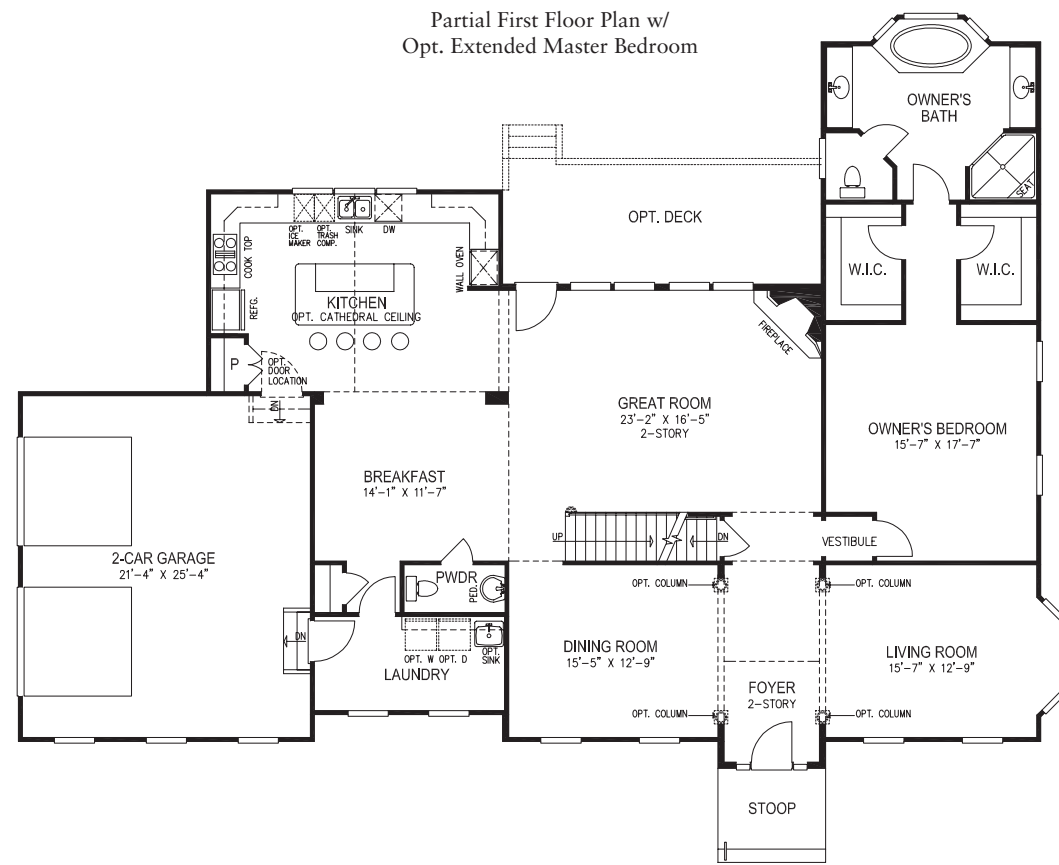 Partial First Floor Plan w/
Opt. Extended Master Bedroom
OWNER'S
BATH
SEAT
OPT. DECK
W.I.C.
W.I.C.
OPT.
ICE
MAKER
OPT.
TRASH
COMP.
SINK
DW
COOK TOP
WALL OVEN
REFG.
KITCHEN
OPT. CATHEDRAL CEILING
FIREPLACE
P
OPT.
DOOR
LOCATION
DN
GREAT ROOM
23'-2" X 16'-5"
2-STORY
OWNER'S BEDROOM
15'-7" X 17'-7"
BREAKFAST
14'-1" X 11'-7"
UP
DN
VESTIBULE
2-CAR GARAGE
21'-4" X 25'-4"
PWDR
PED.
OPT. COLUMN
OPT. COLUMN
DN
OPT. W
OPT. D
OPT.
SINK
LAUNDRY
DINING ROOM
15'-5" X 12'-9"
LIVING ROOM
15'-7" X 12'-9"
FOYER
2-STORY
OPT. COLUMN
OPT. COLUMN
STOOP